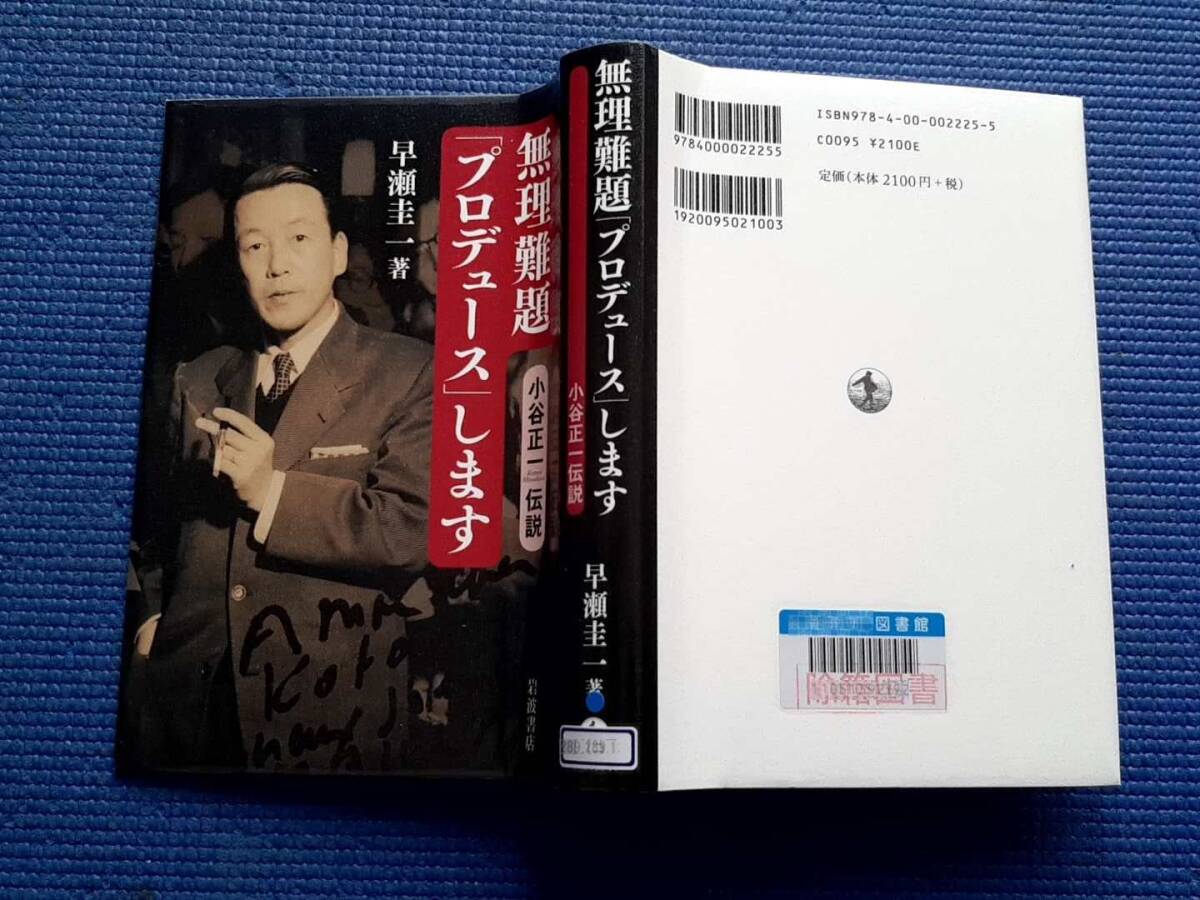 早瀬圭一著
無理難題
「プロデュース」します
小谷正一
伝説
岩波書店
無理難題「プロデュース」します
小谷正一伝説
早瀬圭一著
9784000022255
1920095021003
ISBN978-4-00-002225-5
C0095 ¥2100E
定価(本体2100円+税)
図書館
除籍図書